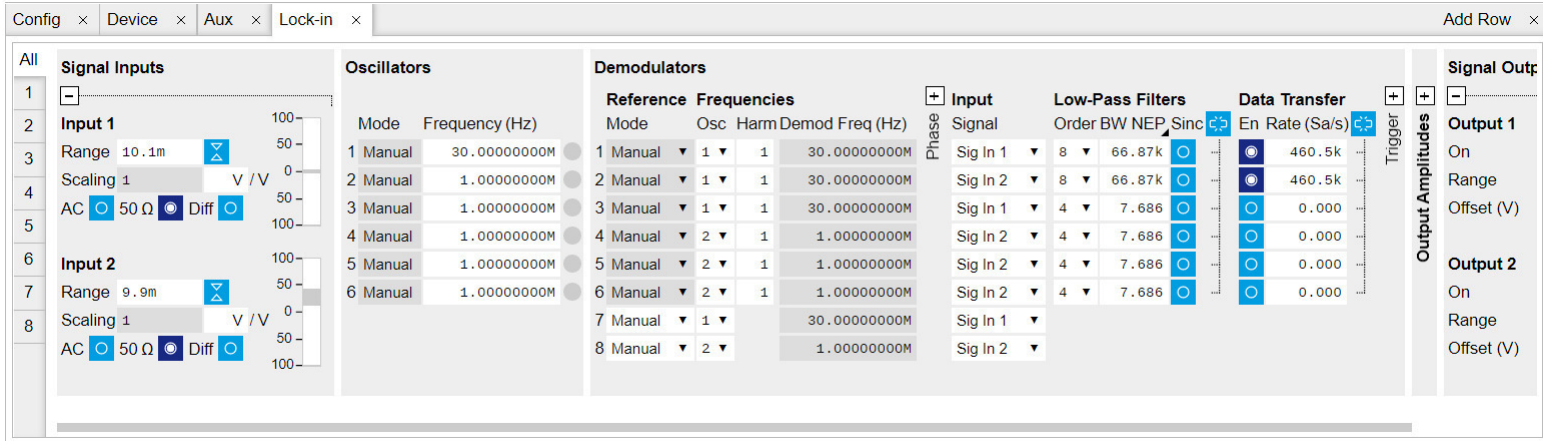 Config × Device × Aux × Lock-in × Add Row ×
All
1
2
3
4
5
6
7
8
Signal Inputs
Input 1
Range 10.1m
Scaling 1 V / V
AC 50 Ω Diff
100
50
0
50
100
Input 2
Range 9.9m
Scaling 1 V / V
AC 50 Ω Diff
100
50
0
50
100
Oscillators
Mode Frequency (Hz)
1 Manual 30.00000000M
2 Manual 1.00000000M
3 Manual 1.00000000M
4 Manual 1.00000000M
5 Manual 1.00000000M
6 Manual 1.00000000M
Demodulators
Reference Frequencies
Mode Osc Harm Demod Freq (Hz)
1 Manual 1 1 30.00000000M
2 Manual 1 1 30.00000000M
3 Manual 1 1 30.00000000M
4 Manual 2 1 1.00000000M
5 Manual 2 1 1.00000000M
6 Manual 2 1 1.00000000M
7 Manual 1 30.00000000M
8 Manual 2 1.00000000M
Phase
Input Low-Pass Filters Data Transfer
Signal Order BW NEP Sinc En Rate (Sa/s)
Sig In 1 8 66.87k 460.5k
Sig In 2 8 66.87k 460.5k
Sig In 1 4 7.686 0.000
Sig In 2 4 7.686 0.000
Sig In 2 4 7.686 0.000
Sig In 2 4 7.686 0.000
Sig In 1
Sig In 2
Trigger
Output Amplitudes
Signal Outp
Output 1
On
Range
Offset (V)
Output 2
On
Range
Offset (V)